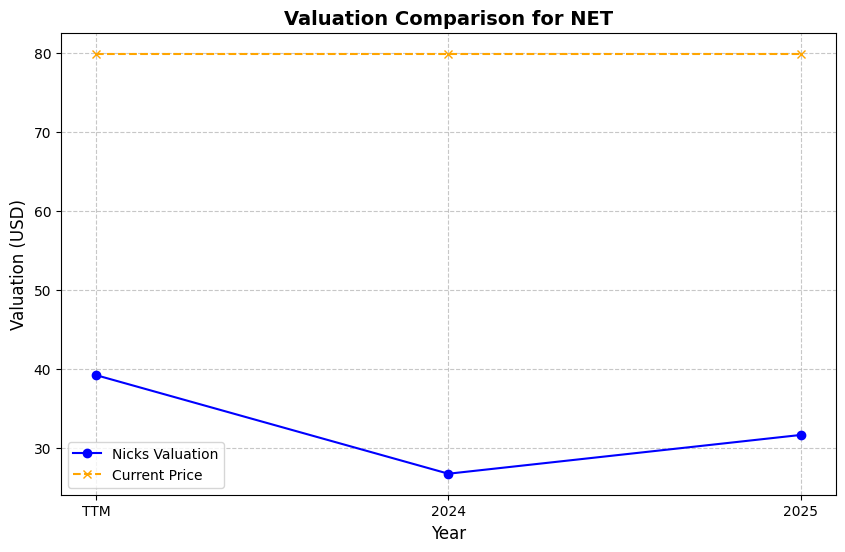 Valuation Comparison for NET
Valuation (USD)
80
70
60
50
40
30
Nicks Valuation
Current Price
TTM
2024
2025
Year